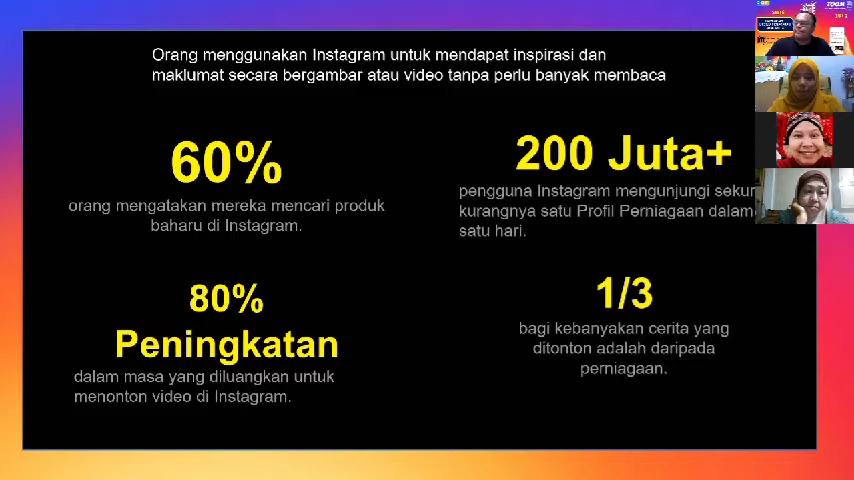 Orang menggunakan Instagram untuk mendapat inspirasi dan
maklumat secara bergambar atau video tanpa perlu banyak membaca
60%
orang mengatakan mereka mencari produk
baharu di Instagram.
200 Juta+
pengguna Instagram mengunjungi
kurangnya satu Profil Perniagaan dalam
satu hari.
80%
Peningkatan
dalam masa yang diluangkan untuk
menonton video di Instagram.
1/3
bagi kebanyakan cerita yang
ditonton adalah daripada
perniagaan.